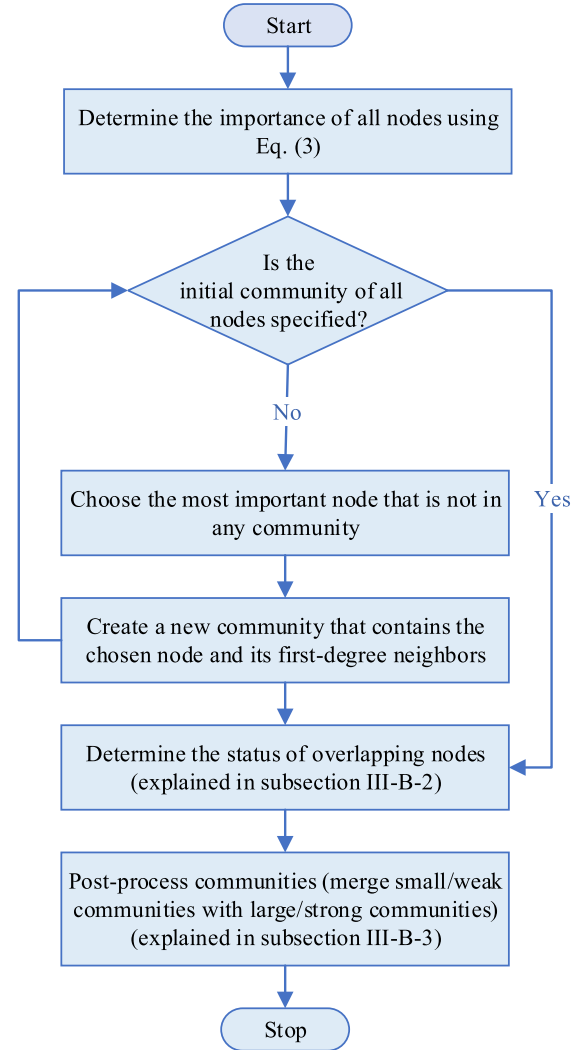 Start
Determine the importance of all nodes using
Eq. (3)
Is the
initial community of all
nodes specified?
No
Choose the most important node that is not in
any community
Yes
Create a new community that contains the
chosen node and its first-degree neighbors
Determine the status of overlapping nodes
(explained in subsection III-B-2)
Post-process communities (merge small/weak
communities with large/strong communities)
(explained in subsection III-B-3)
Stop